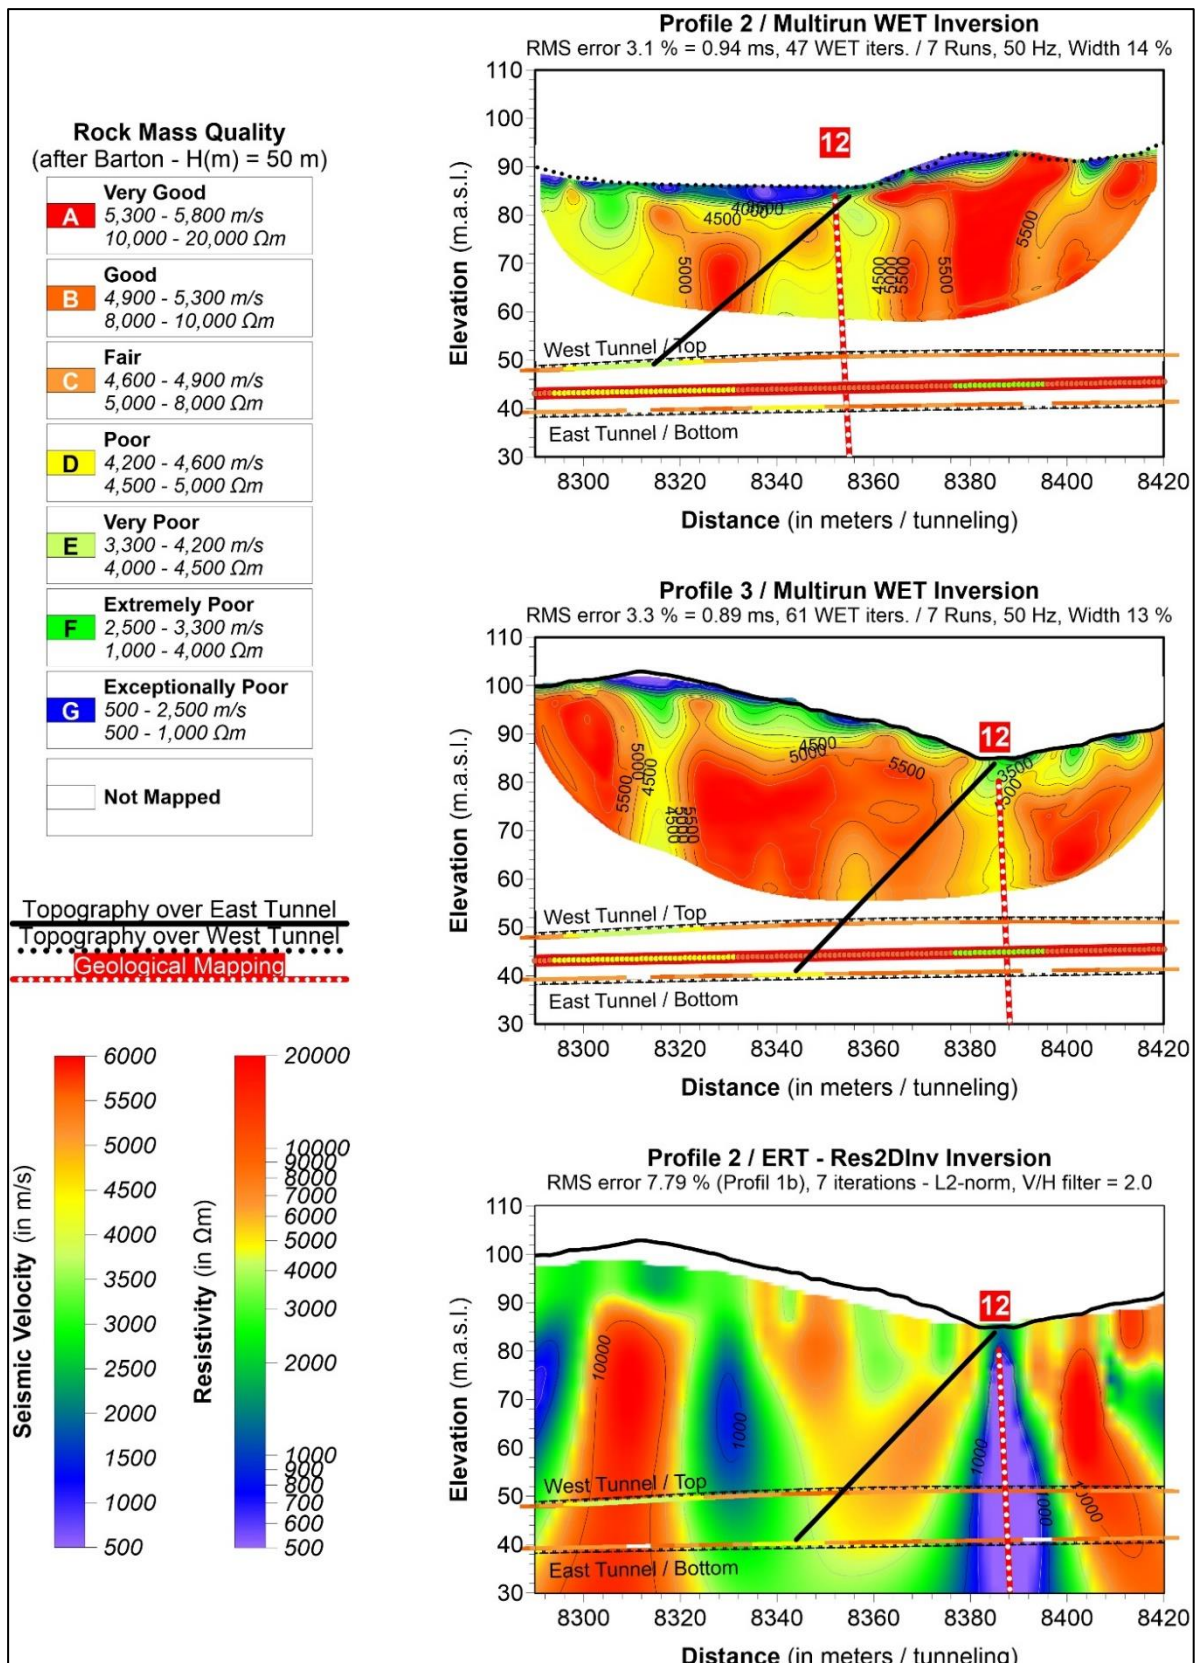 Rock Mass Quality
(after Barton - H(m) = 50 m)
A
Very Good
5,300 - 5,800 m/s
10,000 - 20,000 Ωm
B
Good
4,900 - 5,300 m/s
8,000 - 10,000 Ωm
C
Fair
4,600 - 4,900 m/s
5,000 - 8,000 Ωm
D
Poor
4,200 - 4,600 m/s
4,500 - 5,000 Ωm
E
Very Poor
3,300 - 4,200 m/s
4,000 - 4,500 Ωm
F
Extremely Poor
2,500 - 3,300 m/s
1,000 - 4,000 Ωm
G
Exceptionally Poor
500 - 2,500 m/s
500 - 1,000 Ωm
Not Mapped
Topography over East Tunnel
Topography over West Tunnel
Geological Mapping
Seismic Velocity (in m/s)
6000
5500
5000
4500
4000
3500
3000
2500
2000
1500
1000
500
Resistivity (in Ωm)
20000
10000
9000
8000
7000
6000
5000
4000
3000
2000
1000
900
800
700
600
500
Profile 2 / Multirun WET Inversion
RMS error 3.1 % = 0.94 ms, 47 WET iters. / 7 Runs, 50 Hz, Width 14 %
Elevation (m.a.s.l.)
110
100
90
80
70
60
50
40
30
12
4500
5000
4500
5000
5500
5500
5500
West Tunnel / Top
East Tunnel / Bottom
8300 8320 8340 8360 8380 8400 8420
Distance (in meters / tunneling)
Profile 3 / Multirun WET Inversion
RMS error 3.3 % = 0.89 ms, 61 WET iters. / 7 Runs, 50 Hz, Width 13 %
Elevation (m.a.s.l.)
110
100
90
80
70
60
50
40
30
12
5500
5000
4500
4500
5000
5500
4500
5000
5500
3500
West Tunnel / Top
East Tunnel / Bottom
8300 8320 8340 8360 8380 8400 8420
Distance (in meters / tunneling)
Profile 2 / ERT - Res2DInv Inversion
RMS error 7.79 % (Profil 1b), 7 iterations - L2-norm, V/H filter = 2.0
Elevation (m.a.s.l.)
110
100
90
80
70
60
50
40
30
12
10000
1000
1000
1000
10000
West Tunnel / Top
East Tunnel / Bottom
8300 8320 8340 8360 8380 8400 8420
Distance (in meters / tunneling)